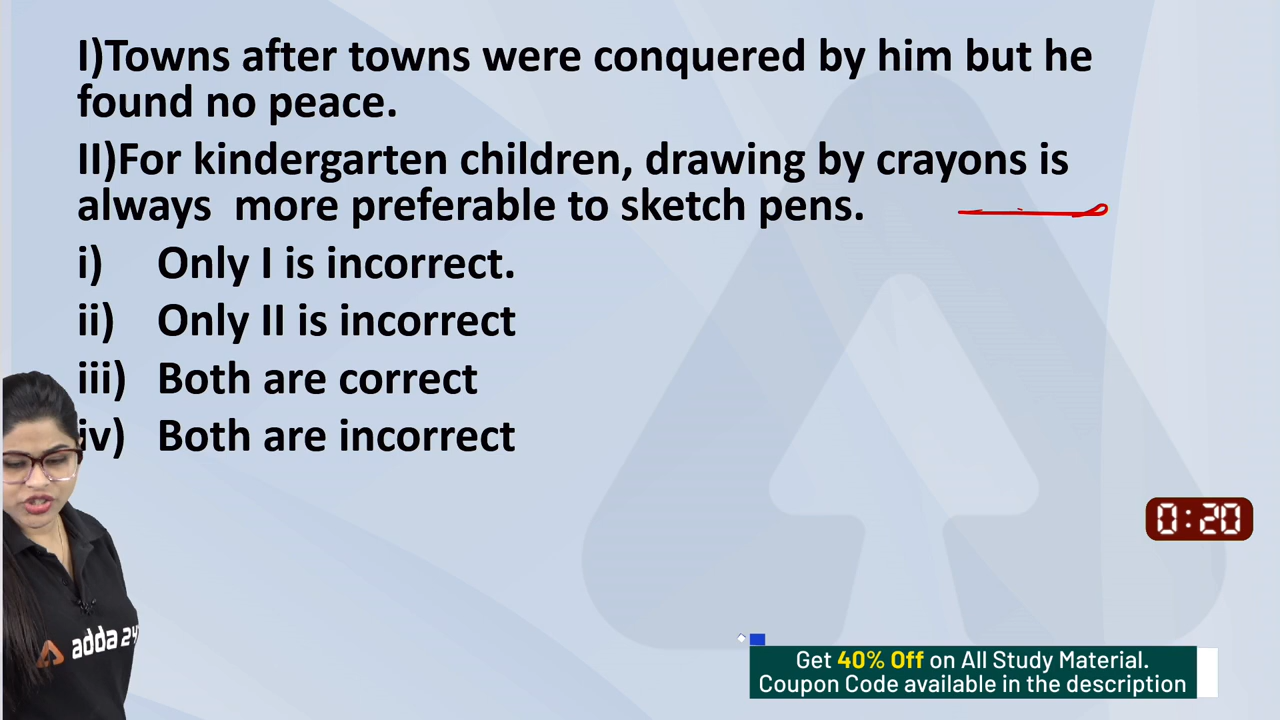 I)Towns after towns were conquered by him but he
found no peace.
II)For kindergarten children, drawing by crayons is
always more preferable to sketch pens.
i) Only I is incorrect.
ii) Only II is incorrect
iii) Both are correct
iv) Both are incorrect
0:20
adda 24
Get 40% Off on All Study Material.
Coupon Code available in the description